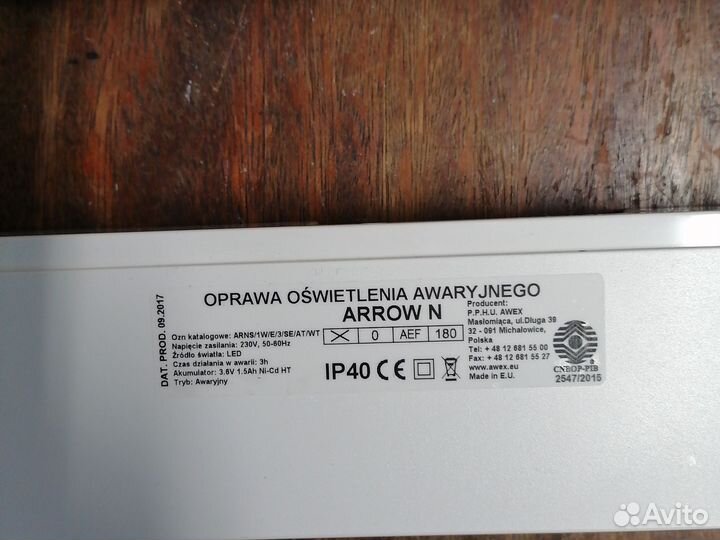 OPRAWA OŚWIETLENIA AWARYJNEGO
ARROW N
DAT. PROD. 09.2017
Ozn katalogowe: ARNS/1W/E/3/SE/AT/WT
Napięcie zasilania: 230V, 50-60Hz
Źródło światła: LED
Czas działania w awarii: 3h
Akumulator: 3.6V 1.5Ah Ni-Cd HT
Tryb: Awaryjny
X 0 AEF 180
IP40 CE
Producent:
P.P.H.U. AWEX
Masłomiąca, ul.Długa 39
32 - 091 Michałowice,
Polska
Tel: + 48 12 681 55 00
Fax: + 48 12 681 55 27
www.awex.eu
Made in E.U.
CNBOP-PIB
2547/2015
Avito